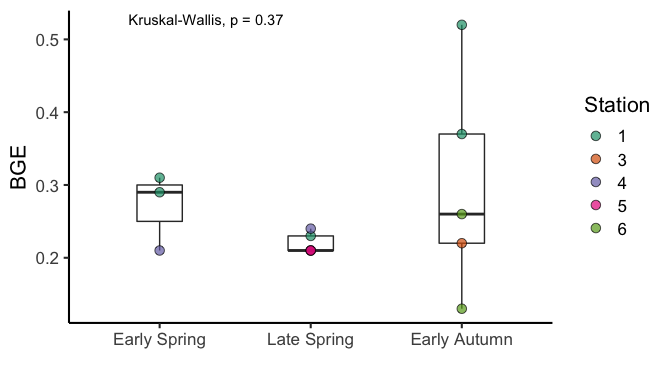 Kruskal-Wallis, p = 0.37
BGE
0.5
0.4
0.3
0.2
Early Spring
Late Spring
Early Autumn
Station
1
3
4
5
6